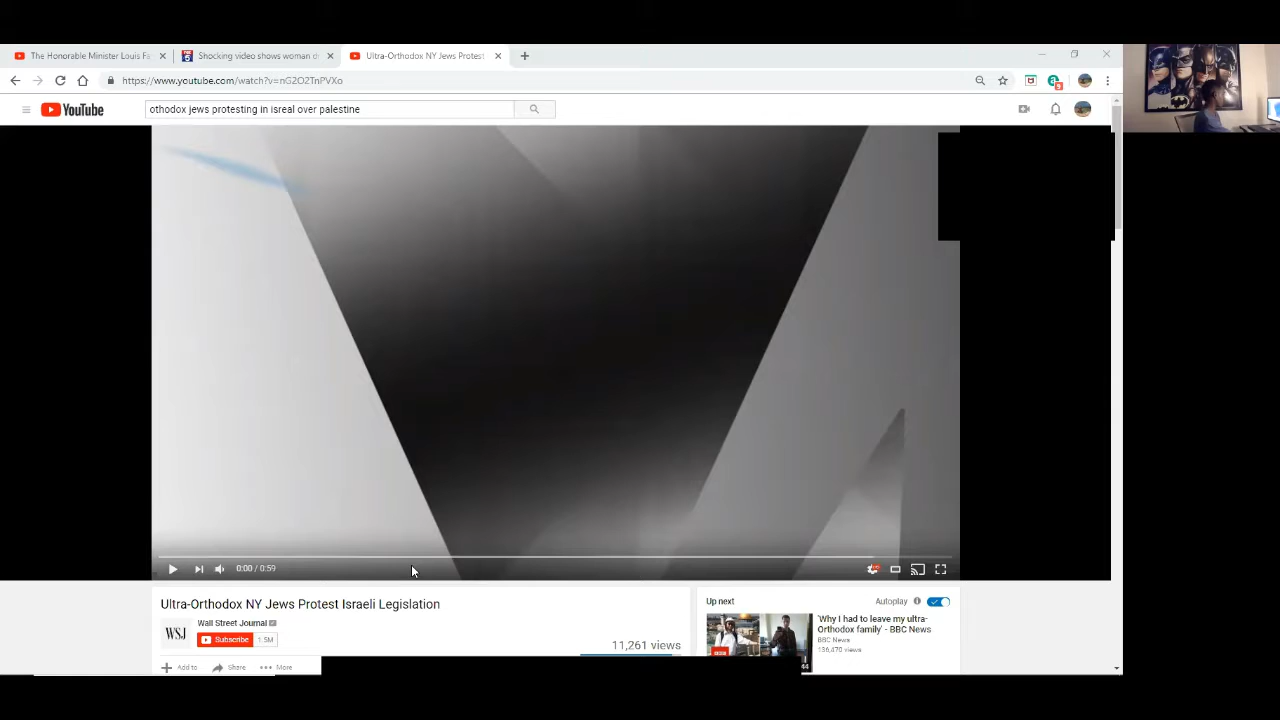 The Honorable Minister Louis Fa
Shocking video shows woman d
Ultra-Orthodox NY Jews Protest
https://www.youtube.com/watch?v=nG2O2TnPVXo
YouTube
othodox jews protesting in isreal over palestine
0:00 / 0:59
Ultra-Orthodox NY Jews Protest Israeli Legislation
WSJ
Wall Street Journal
Subscribe 1.5M
11,261 views
Add to Share More
Up next Autoplay
'Why I had to leave my ultra-
Orthodox family' - BBC News
BBC News
136,470 views